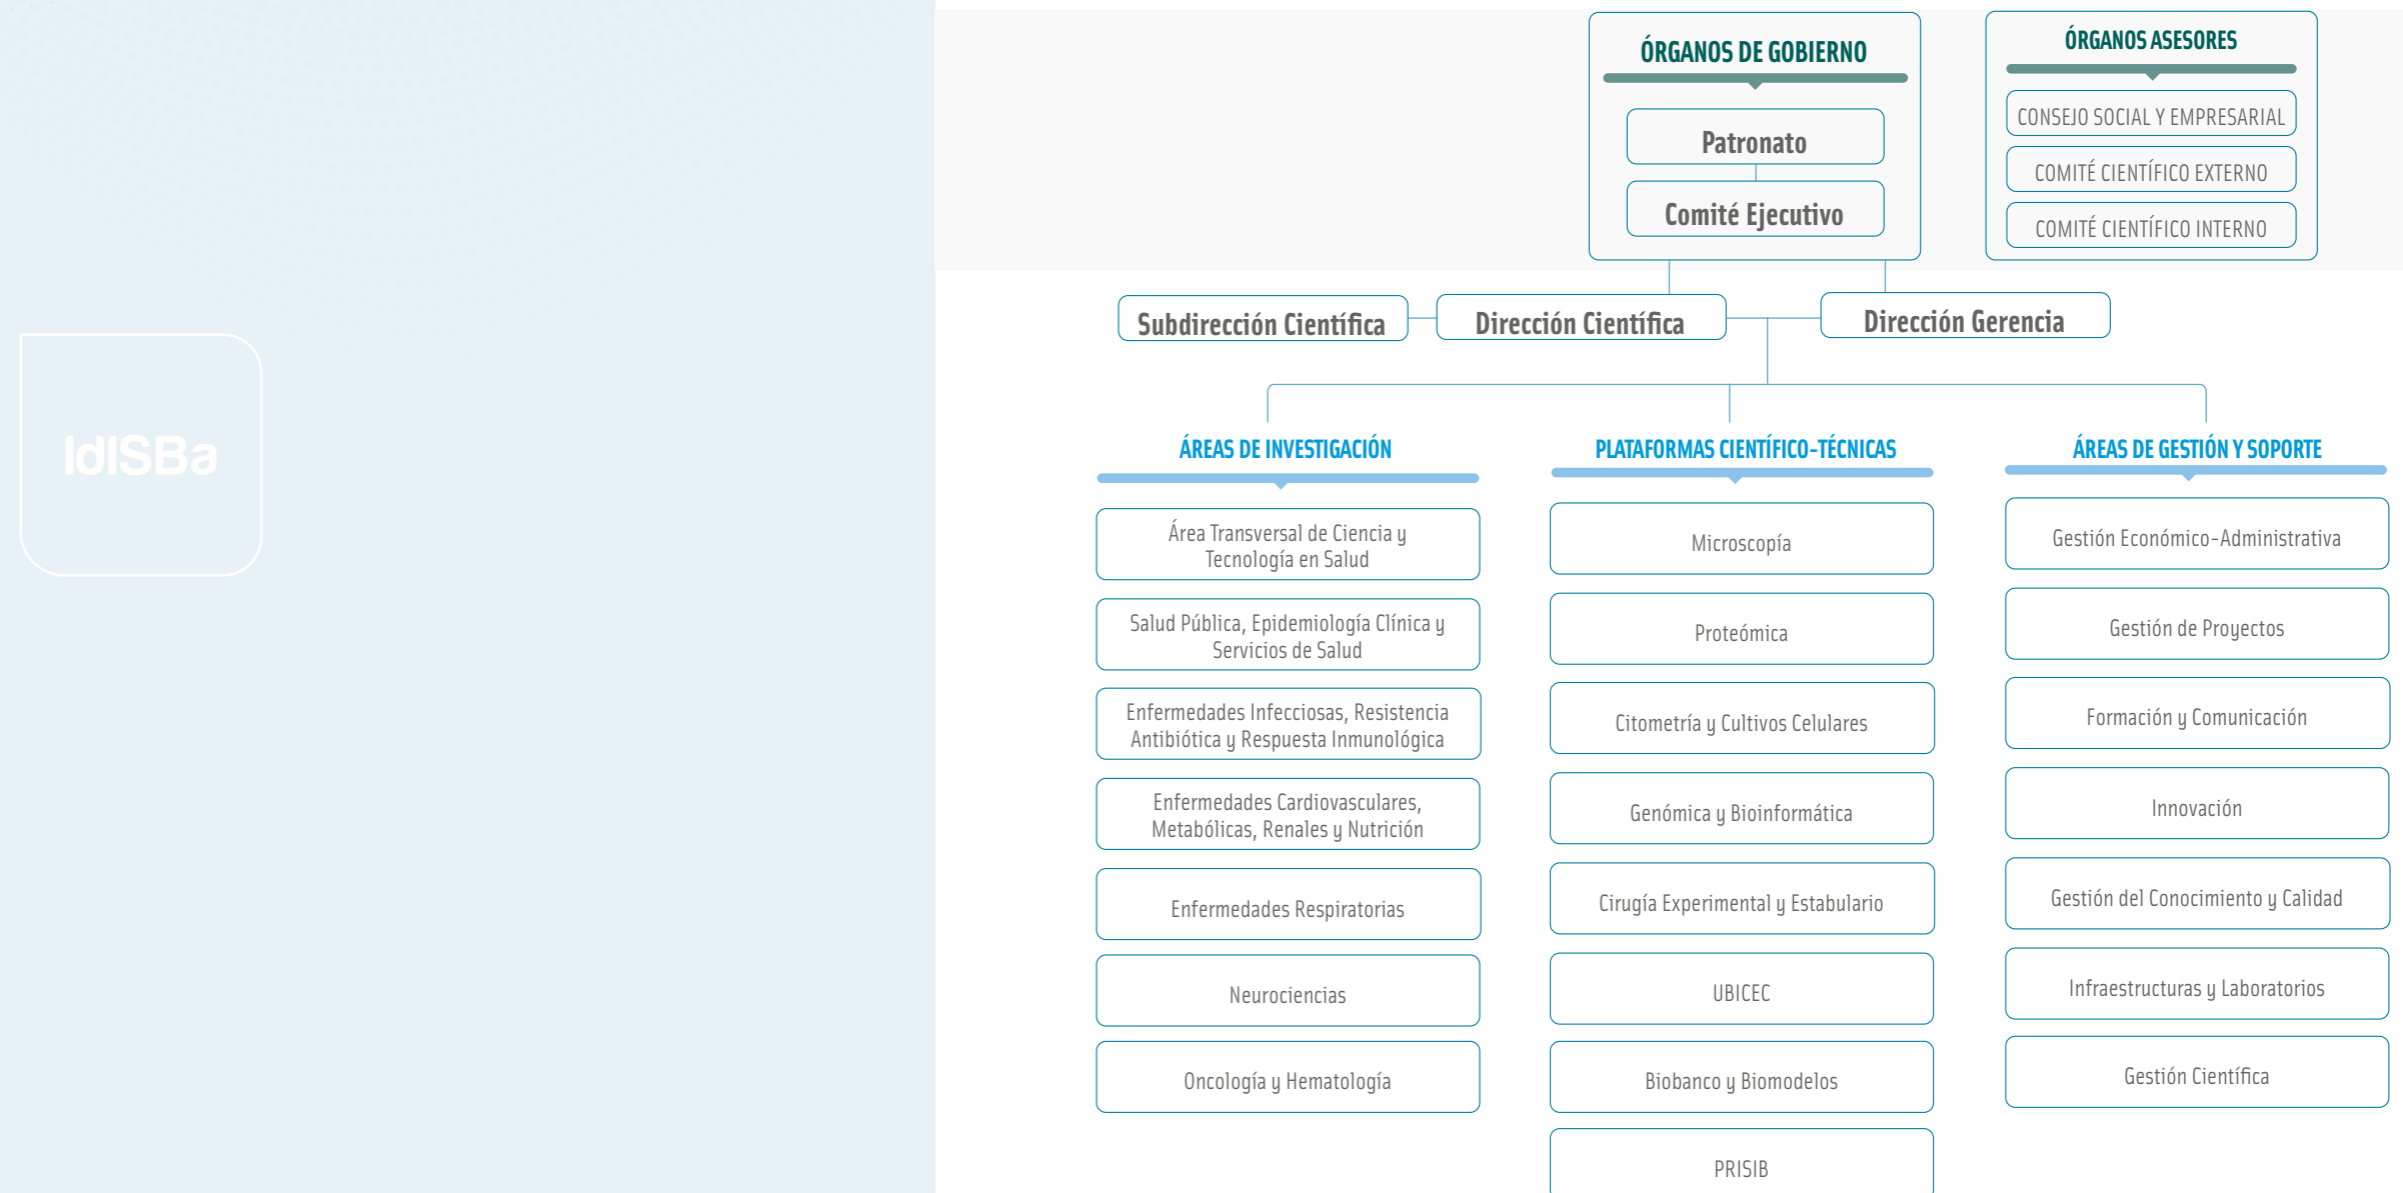 IdISBa
ÓRGANOS DE GOBIERNO
Patronato
Comité Ejecutivo
ÓRGANOS ASESORES
CONSEJO SOCIAL Y EMPRESARIAL
COMITÉ CIENTÍFICO EXTERNO
COMITÉ CIENTÍFICO INTERNO
Subdirección Científica
Dirección Científica
Dirección Gerencia
ÁREAS DE INVESTIGACIÓN
Área Transversal de Ciencia y
Tecnología en Salud
Salud Pública, Epidemiología Clínica y
Servicios de Salud
Enfermedades Infecciosas, Resistencia
Antibiótica y Respuesta Inmunológica
Enfermedades Cardiovasculares,
Metabólicas, Renales y Nutrición
Enfermedades Respiratorias
Neurociencias
Oncología y Hematología
PLATAFORMAS CIENTÍFICO-TÉCNICAS
Microscopía
Proteómica
Citometría y Cultivos Celulares
Genómica y Bioinformática
Cirugía Experimental y Estabulario
UBICEC
Biobanco y Biomodelos
PRISIB
ÁREAS DE GESTIÓN Y SOPORTE
Gestión Económico-Administrativa
Gestión de Proyectos
Formación y Comunicación
Innovación
Gestión del Conocimiento y Calidad
Infraestructuras y Laboratorios
Gestión Científica